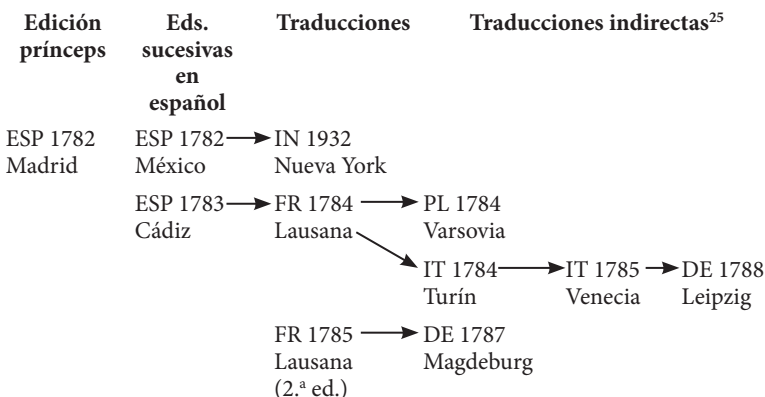 Edición Eds. Traducciones Traducciones indirectas25
prínceps sucesivas
en
español
ESP 1782 ESP 1782 IN 1932
Madrid México Nueva York
ESP 1783 FR 1784 PL 1784
Cádiz Lausana Varsovia
IT 1784 IT 1785 DE 1788
Turín Venecia Leipzig
FR 1785 DE 1787
Lausana Magdeburg
(2.ª ed.)